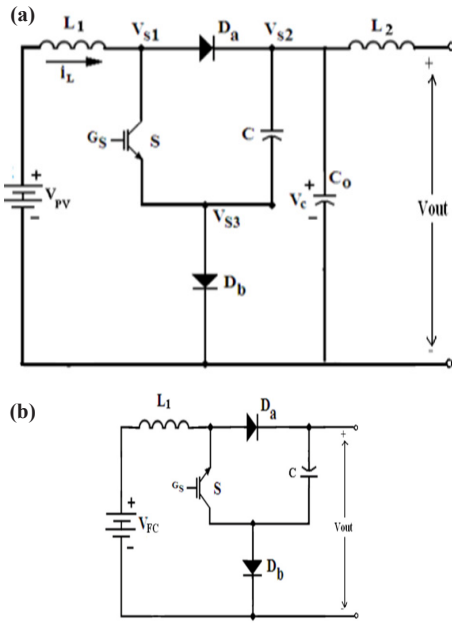 (a)
L1 VS1 Da VS2 L2
iL
GS S C
+ VPV -
+ Vc - Co
+ Vout -
VS3
Db
(b)
L1 Da
GS S C
+ VFC -
+ Vout -
Db